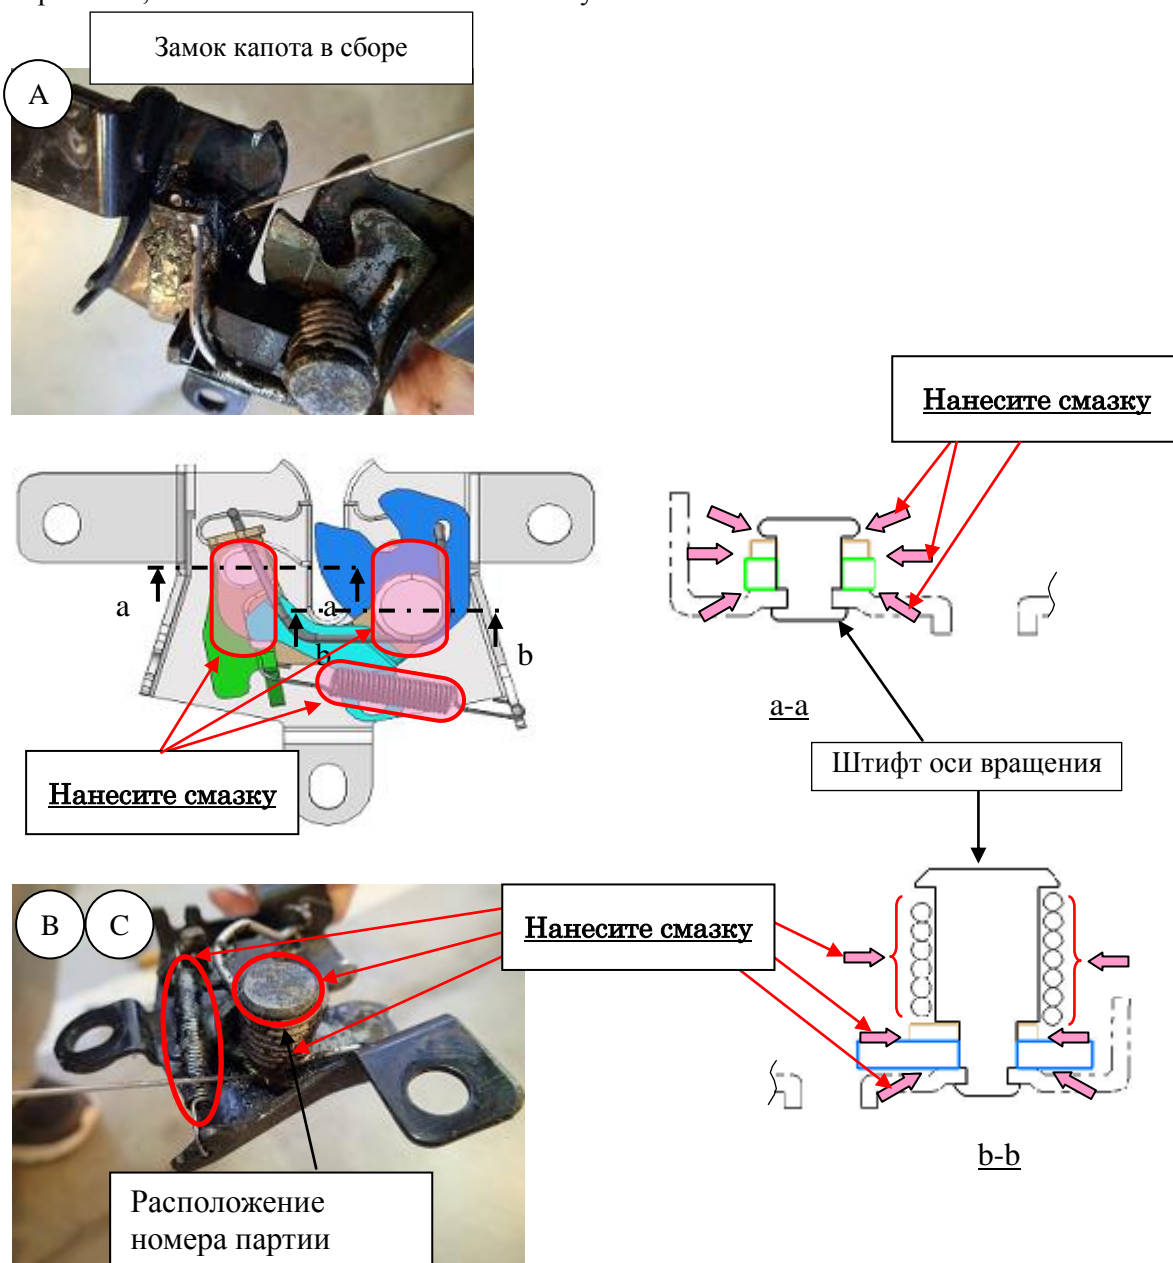 Замок капота в сборе
A
Нанесите смазку
a
a
b
b
a-a
Штифт оси вращения
Нанесите смазку
B
C
Нанесите смазку
b-b
Расположение
номера партии